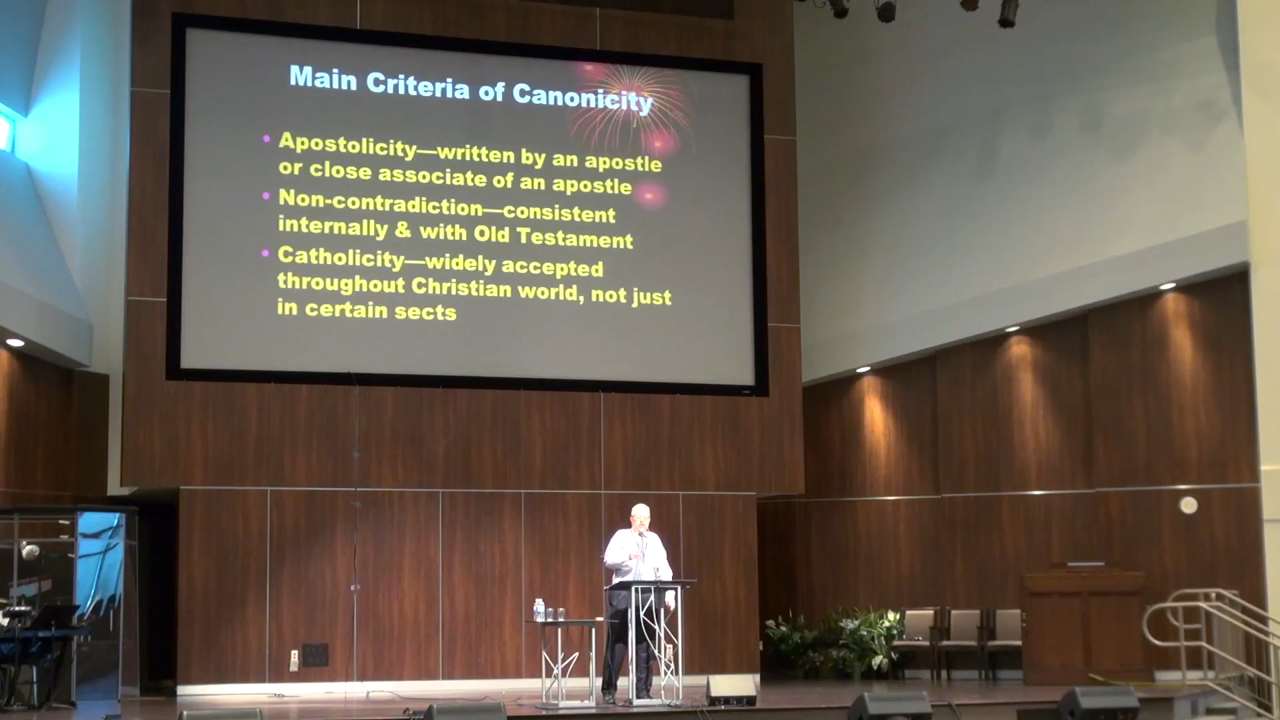 Main Criteria of Canonicity
• Apostolicity—written by an apostle
or close associate of an apostle
• Non-contradiction—consistent
internally & with Old Testament
• Catholicity—widely accepted
throughout Christian world, not just
in certain sects